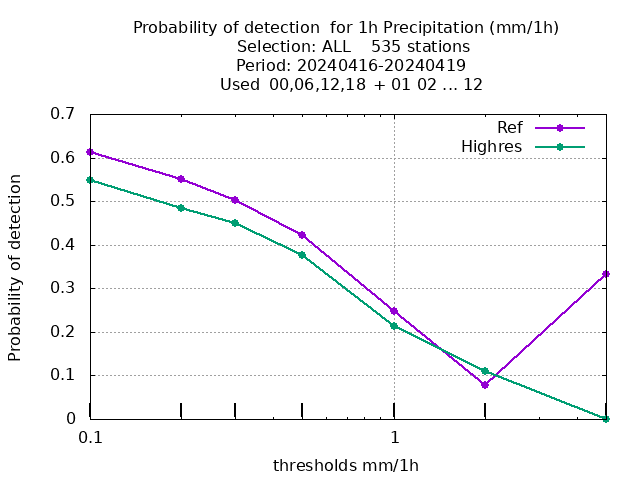 Probability of detection  for 1h Precipitation (mm/1h)
Selection: ALL    535 stations
Period: 20240416-20240419
Used  00,06,12,18  + 01 02 ... 12
Ref
Highres
0.7
0.6
0.5
0.4
0.3
0.2
0.1
0
Probability of detection
0.1 1
thresholds mm/1h